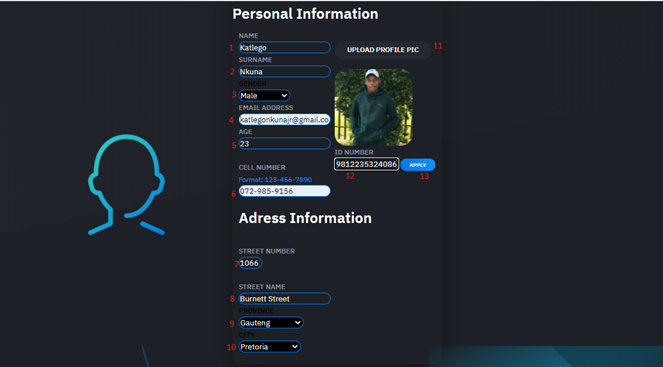 Personal Information
NAME
1 Katlego
UPLOAD PROFILE PIC 11
SURNAME
2 Nkuna
GENDER
3 Male
EMAIL ADDRESS
4 katlegonkunajr@gmail.co
AGE
5 23
ID NUMBER
9812235324086 APPLY
12 13
CELL NUMBER
Format: 123-456-7890
6 072-985-9156
Adress Information
STREET NUMBER
7 1066
STREET NAME
8 Burnett Street
PROVINCE
9 Gauteng
CITY
10 Pretoria